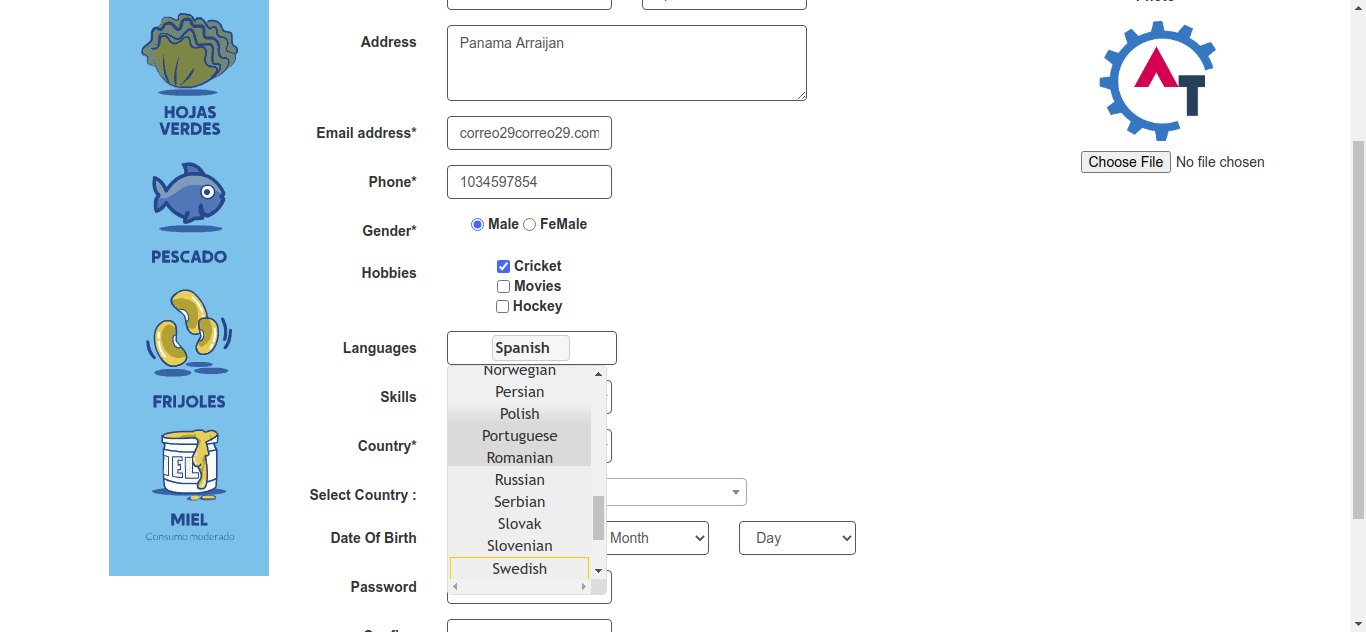 HOJAS
VERDES
PESCADO
FRIJOLES
MIEL
Consumo moderado
Address
Panama Arraijan
Email address*
correo29correo29.com
Phone*
1034597854
Gender*
Male FeMale
Hobbies
Cricket
Movies
Hockey
Languages
Spanish
Norwegian
Persian
Polish
Portuguese
Romanian
Russian
Serbian
Slovak
Slovenian
Swedish
Skills
Country*
Select Country :
Date Of Birth
Month Day
Password
AT
Choose File No file chosen